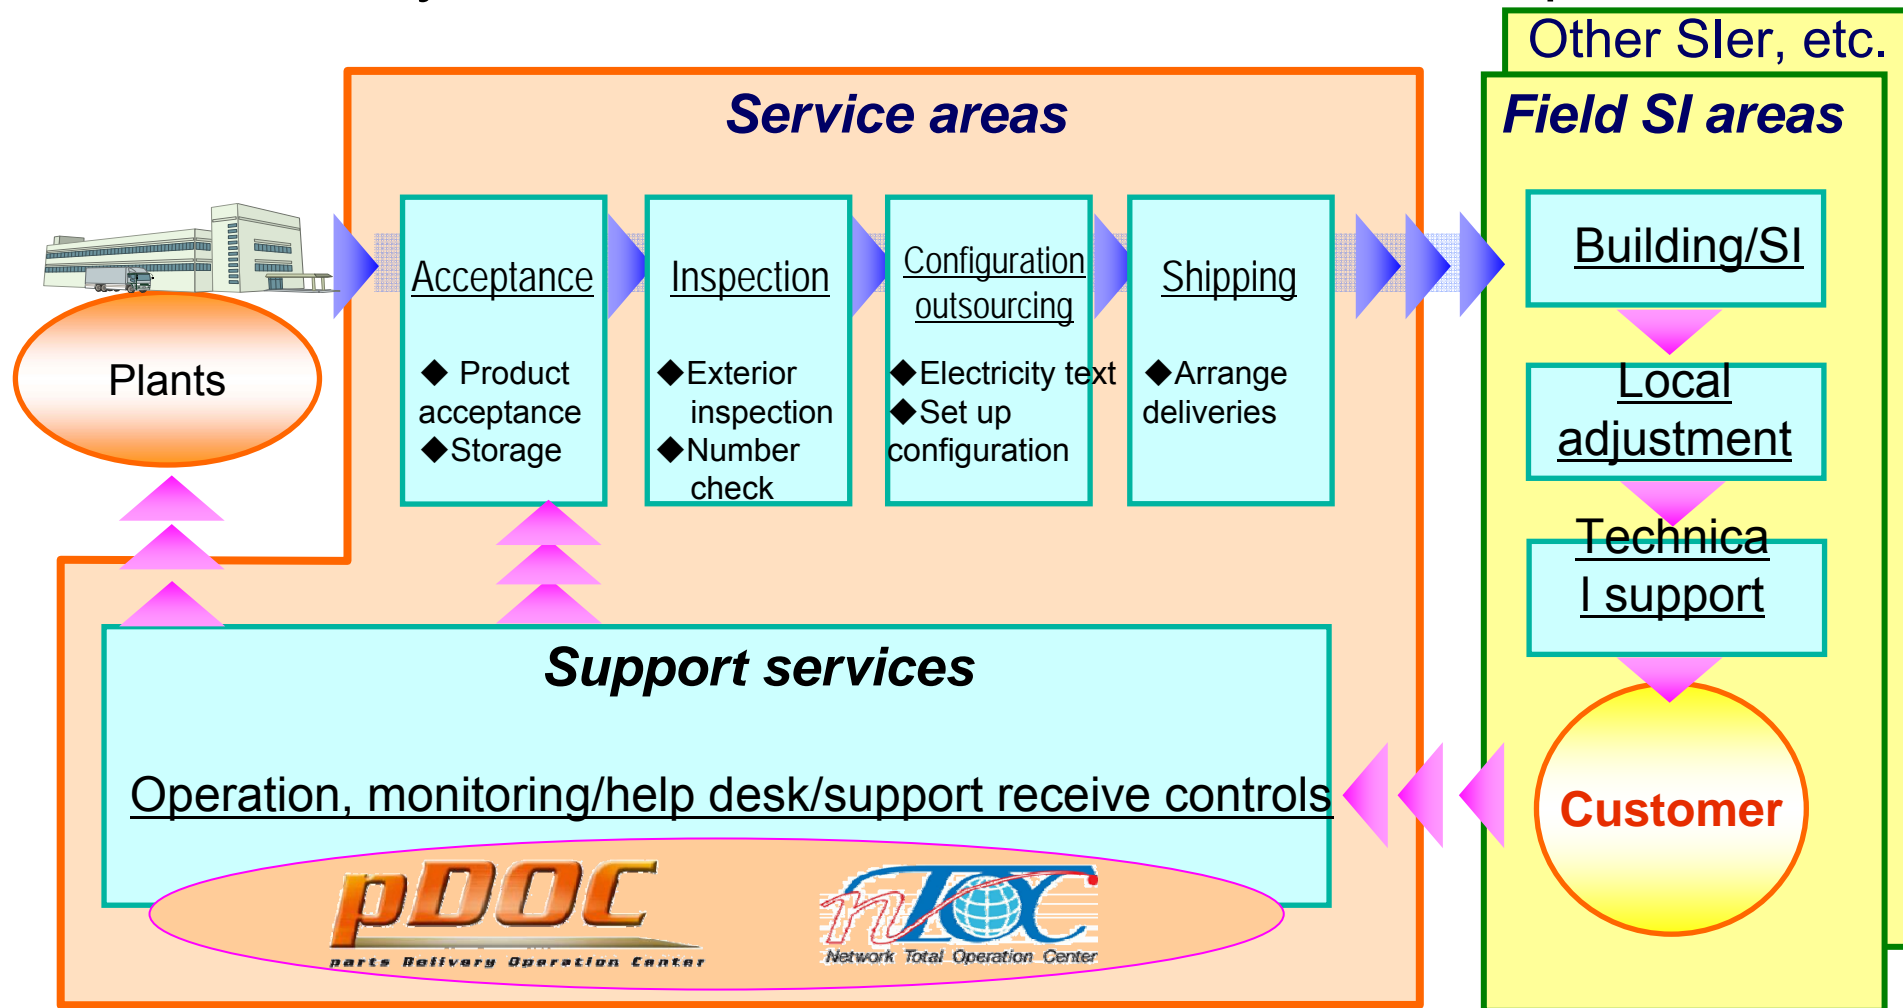 Other SIer, etc.
Service areas
Field SI areas
Acceptance
◆ Product
acceptance
◆Storage
Inspection
◆Exterior
inspection
◆Number
check
Configuration
outsourcing
◆Electricity text
◆Set up
configuration
Shipping
◆Arrange
deliveries
Building/SI
Local
adjustment
Technica
l support
Plants
Support services
Operation, monitoring/help desk/support receive controls
Customer
pDOC
parts Delivery Operation Center
nTOC
Network Total Operation Center